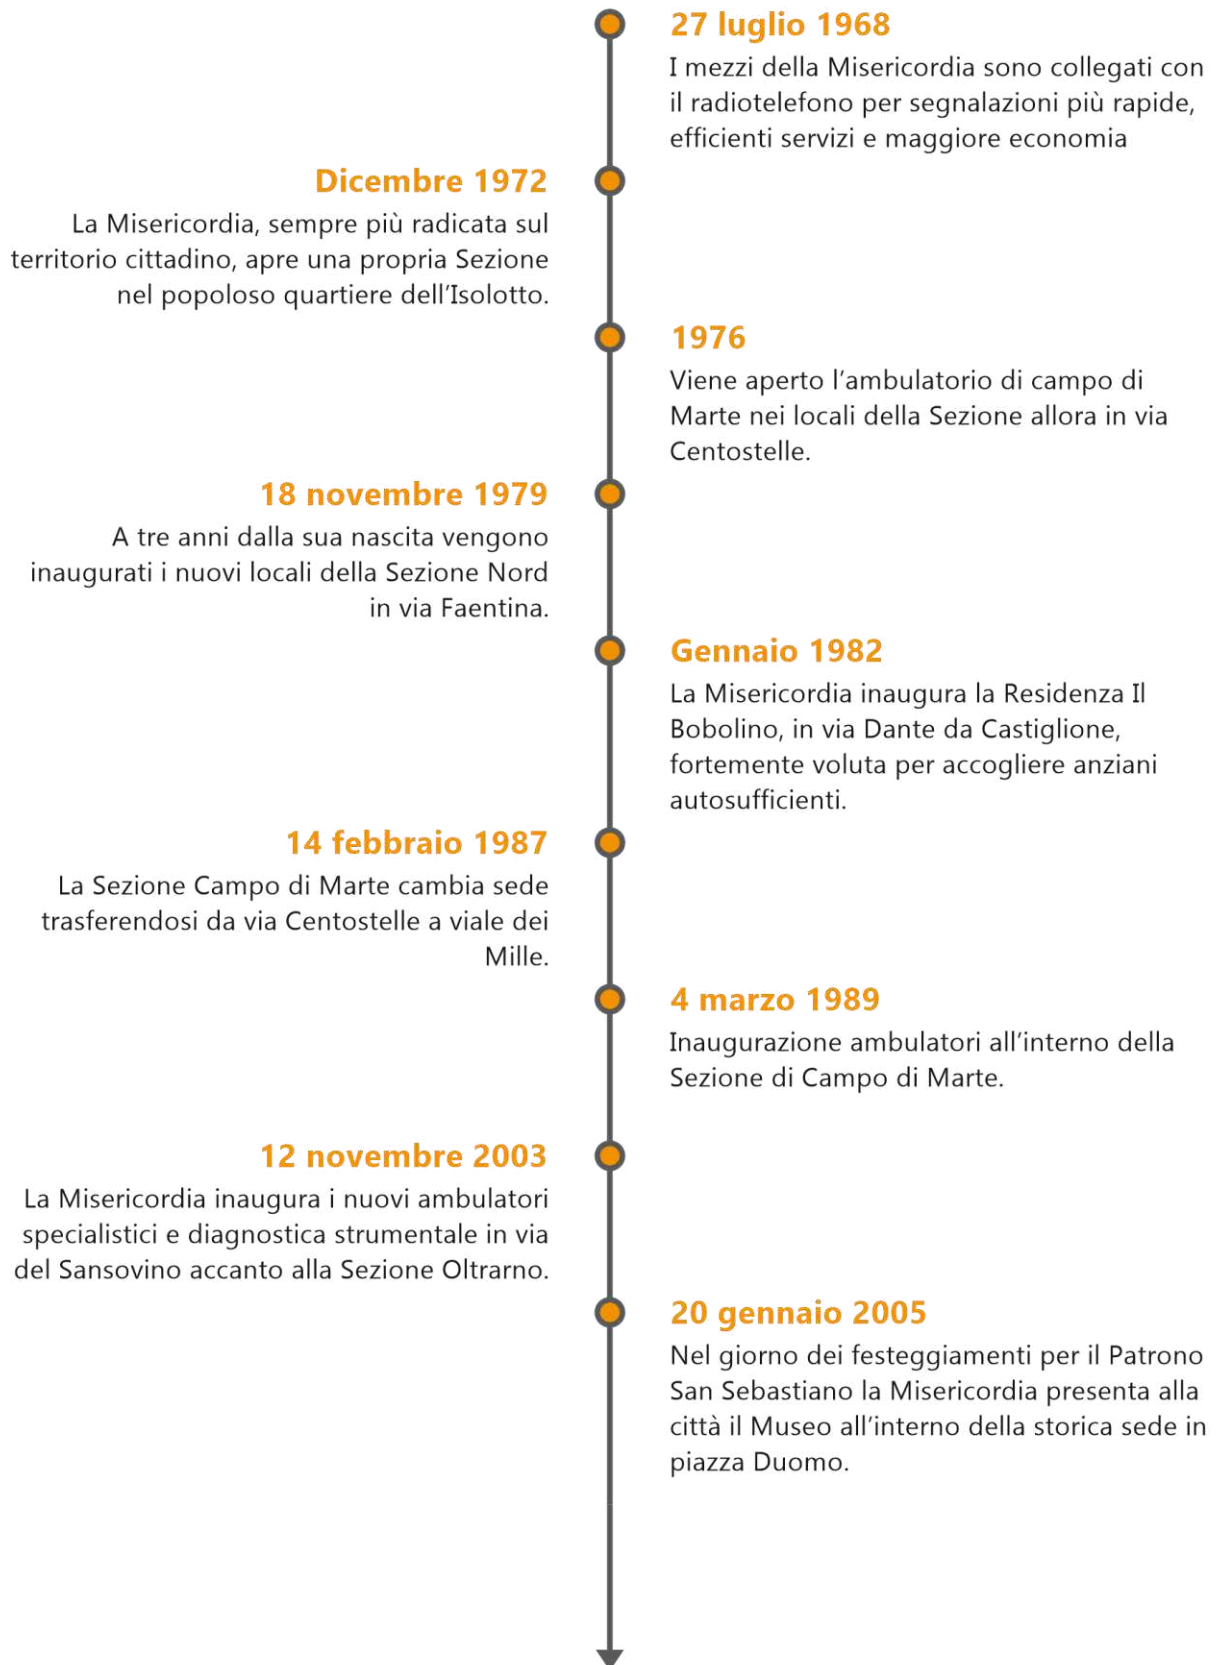 27 luglio 1968
I mezzi della Misericordia sono collegati con
il radiotelefono per segnalazioni più rapide,
efficienti servizi e maggiore economia
Dicembre 1972
La Misericordia, sempre più radicata sul
territorio cittadino, apre una propria Sezione
nel popoloso quartiere dell'Isolotto.
1976
Viene aperto l'ambulatorio di campo di
Marte nei locali della Sezione allora in via
Centostelle.
18 novembre 1979
A tre anni dalla sua nascita vengono
inaugurati i nuovi locali della Sezione Nord
in via Faentina.
Gennaio 1982
La Misericordia inaugura la Residenza Il
Bobolino, in via Dante da Castiglione,
fortemente voluta per accogliere anziani
autosufficienti.
14 febbraio 1987
La Sezione Campo di Marte cambia sede
trasferendosi da via Centostelle a viale dei
Mille.
4 marzo 1989
Inaugurazione ambulatori all'interno della
Sezione di Campo di Marte.
12 novembre 2003
La Misericordia inaugura i nuovi ambulatori
specialistici e diagnostica strumentale in via
del Sansovino accanto alla Sezione Oltrarno.
20 gennaio 2005
Nel giorno dei festeggiamenti per il Patrono
San Sebastiano la Misericordia presenta alla
città il Museo all'interno della storica sede in
piazza Duomo.